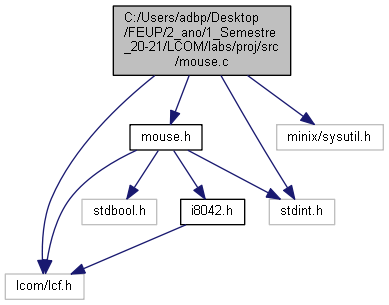 C:/Users/adbp/Desktop
/FEUP/2_ano/1_Semestre
_20-21/LCOM/labs/proj/src
/mouse.c
mouse.h
minix/sysutil.h
stdbool.h
i8042.h
stdint.h
lcom/lcf.h